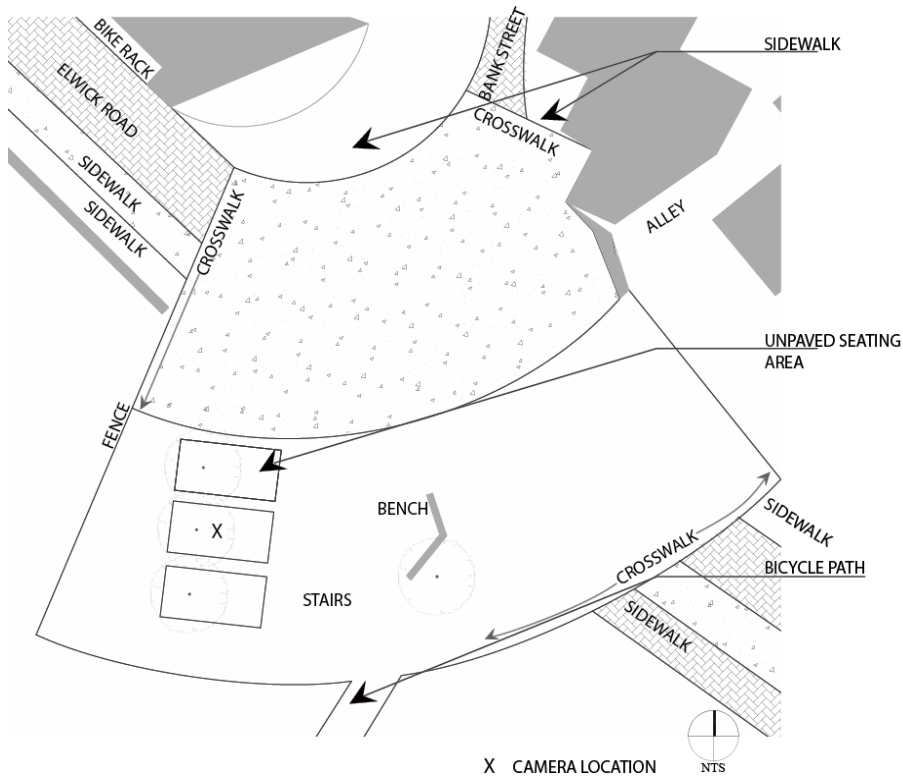 BANK STREET
BIKE RACK
SIDEWALK
ELWICK ROAD
CROSSWALK
SIDEWALK
SIDEWALK
ALLEY
CROSSWALK
UNPAVED SEATING
AREA
FENCE
BENCH
SIDEWALK
CROSSWALK
BICYCLE PATH
X
STAIRS
SIDEWALK
X CAMERA LOCATION
NTS